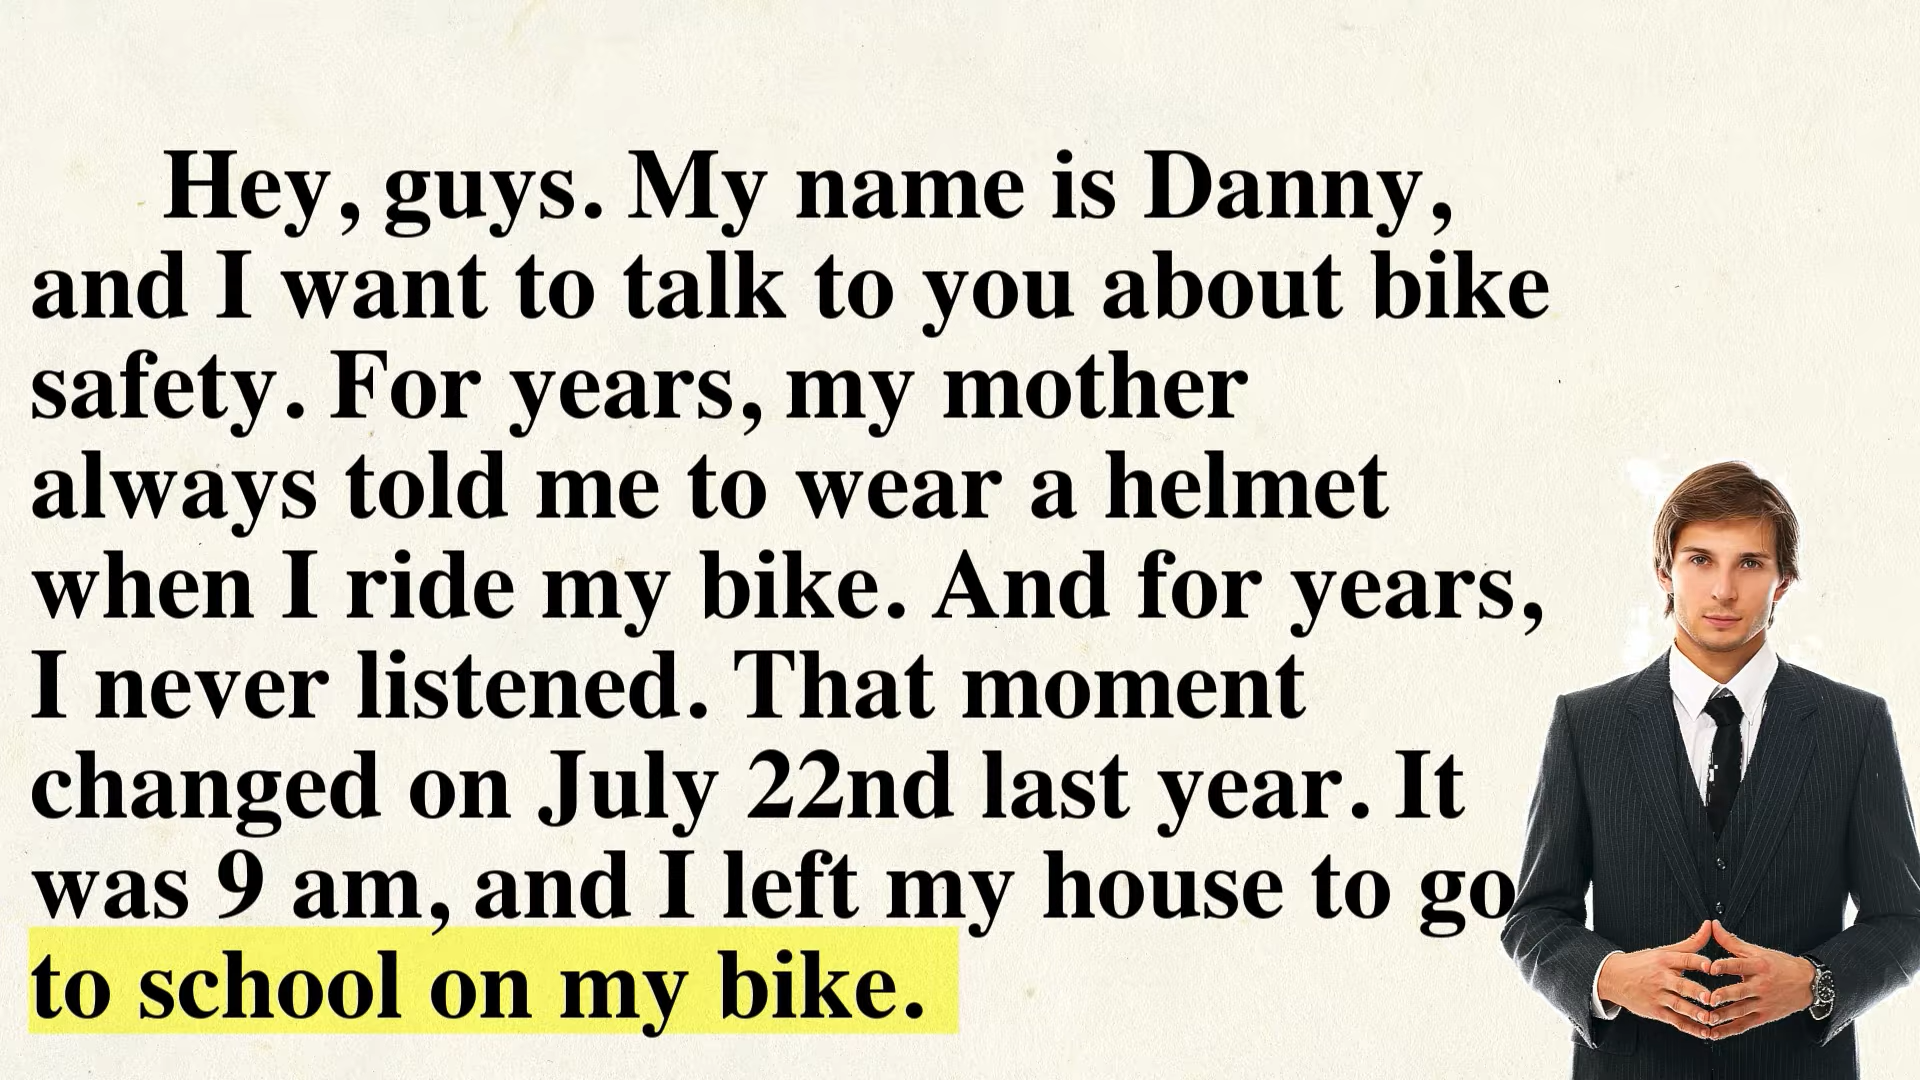 Hey, guys. My name is Danny,
and I want to talk to you about bike
safety. For years, my mother
always told me to wear a helmet
when I ride my bike. And for years,
I never listened. That moment
changed on July 22nd last year. It
was 9 am, and I left my house to go
to school on my bike.